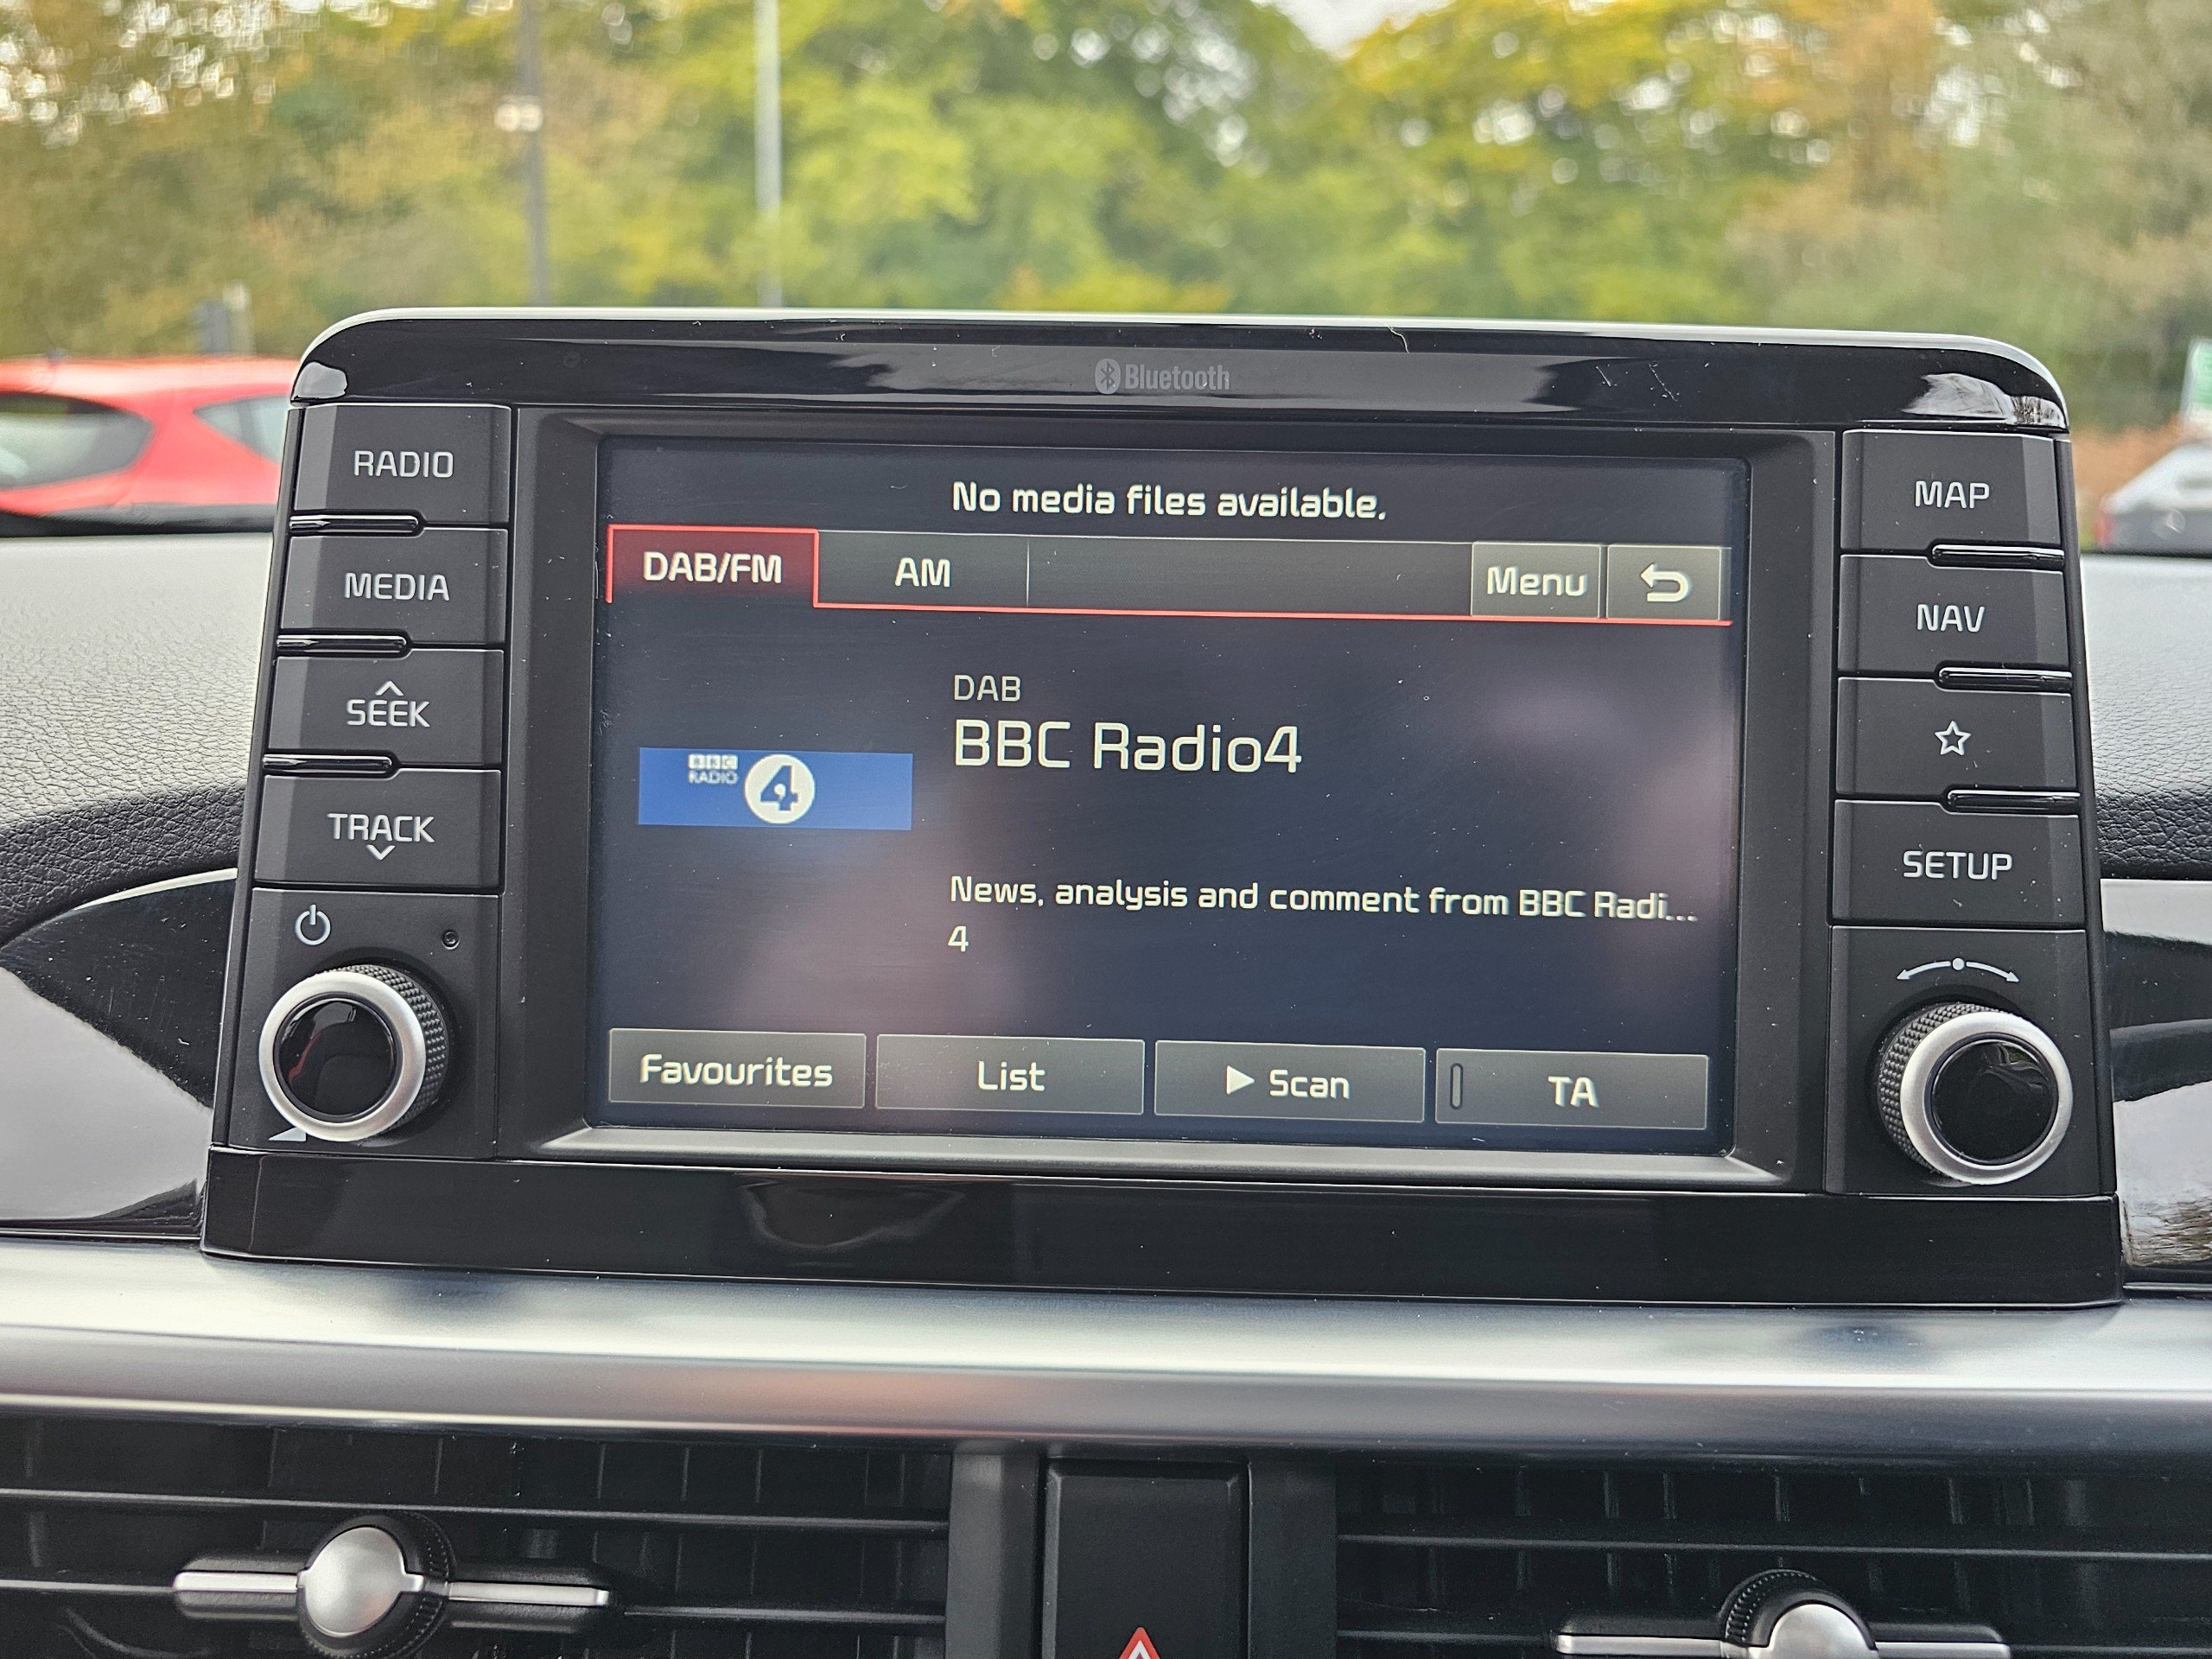 Bluetooth
RADIO
MEDIA
SEEK
TRACK
No media files available.
DAB/FM
AM
Menu
DAB
BBC Radio4
BBC
RADIO
4
News, analysis and comment from BBC Radi...
4
Favourites
List
Scan
TA
MAP
NAV
SETUP